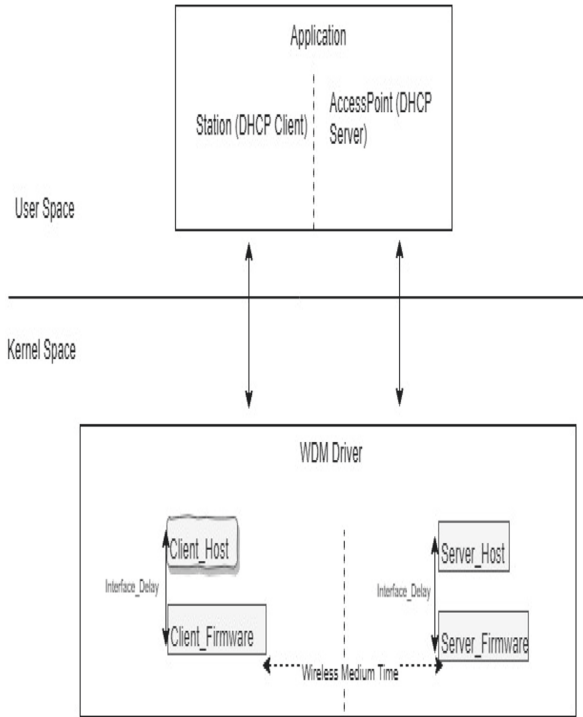 Application
Station (DHCP Client)
AccessPoint (DHCP
Server)
User Space
Kernel Space
WDM Driver
Client_Host
Interface_Delay
Client_Firmware
Server_Host
Interface_Delay
Server_Firmware
Wireless Medium Time